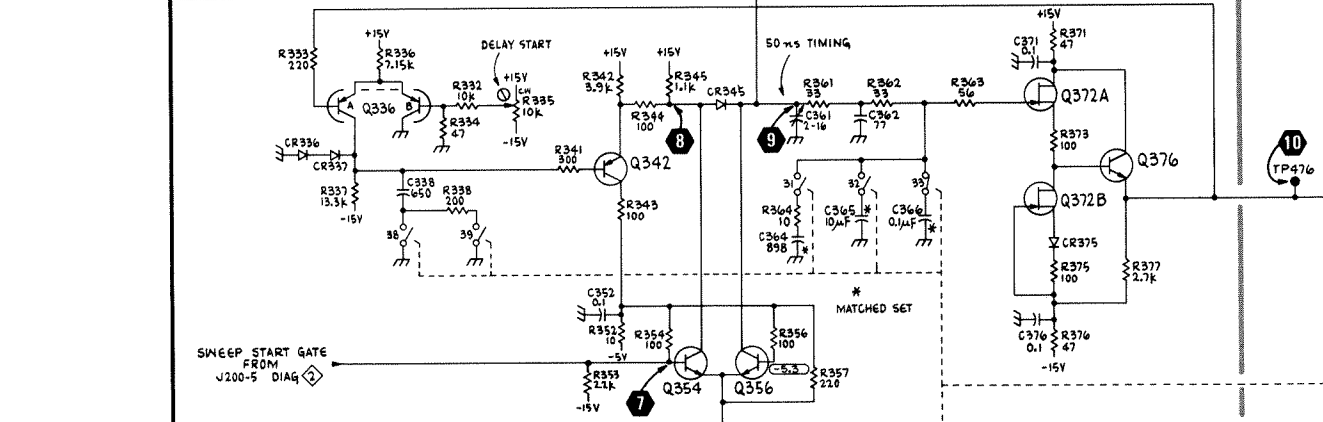 +15V
R333
220
+15V
R336
7.15k
DELAY START
+15V
CW
R332
10k
R335
10k
A
Q336
B
R334
47
-15V
CR336
CR337
R337
13.3k
-15V
C338
650
R338
200
38
39
R341
300
+15V
R342
3.9k
Q342
R343
100
R344
100
+15V
R345
1.1k
8
CR345
50 ns TIMING
9
R361
33
C361
2-16
R362
33
C362
77
R363
56
31
32
33
R364
10
C364
898
*
C365
10µF
*
C366
0.1µF
*
*
MATCHED SET
+15V
C371
0.1
R371
47
Q372A
R373
100
Q376
Q372B
CR375
R375
100
R377
2.7k
C376
0.1
R376
47
-15V
10
TP476
C352
0.1
R352
10
-5V
R354
100
R356
100
-5.3
R357
220
Q354
Q356
7
R353
22k
-15V
SWEEP START GATE
FROM
J200-5 DIAG 2